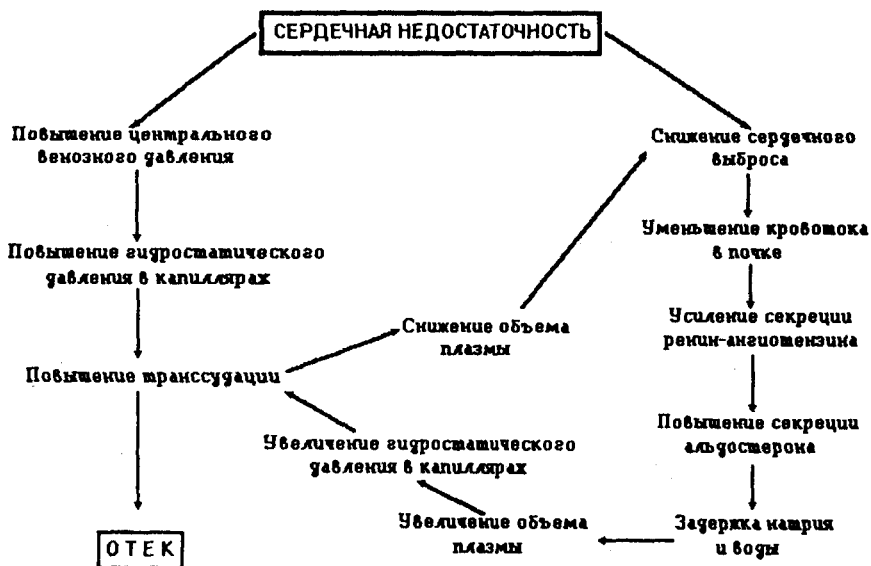 СЕРДЕЧНАЯ НЕДОСТАТОЧНОСТЬ
Повышение центрального
венозного давления
Повышение гидростатического
давления в капиллярах
Повышение транссудации
ОТЕК
Снижение объема
плазмы
Увеличение гидростатического
давления в капиллярах
Увеличение объема
плазмы
Снижение сердечного
выброса
Уменьшение кровотока
в почке
Усиление секреции
ренин-ангиотензина
Повышение секреции
альдостерона
Задержка натрия
и воды